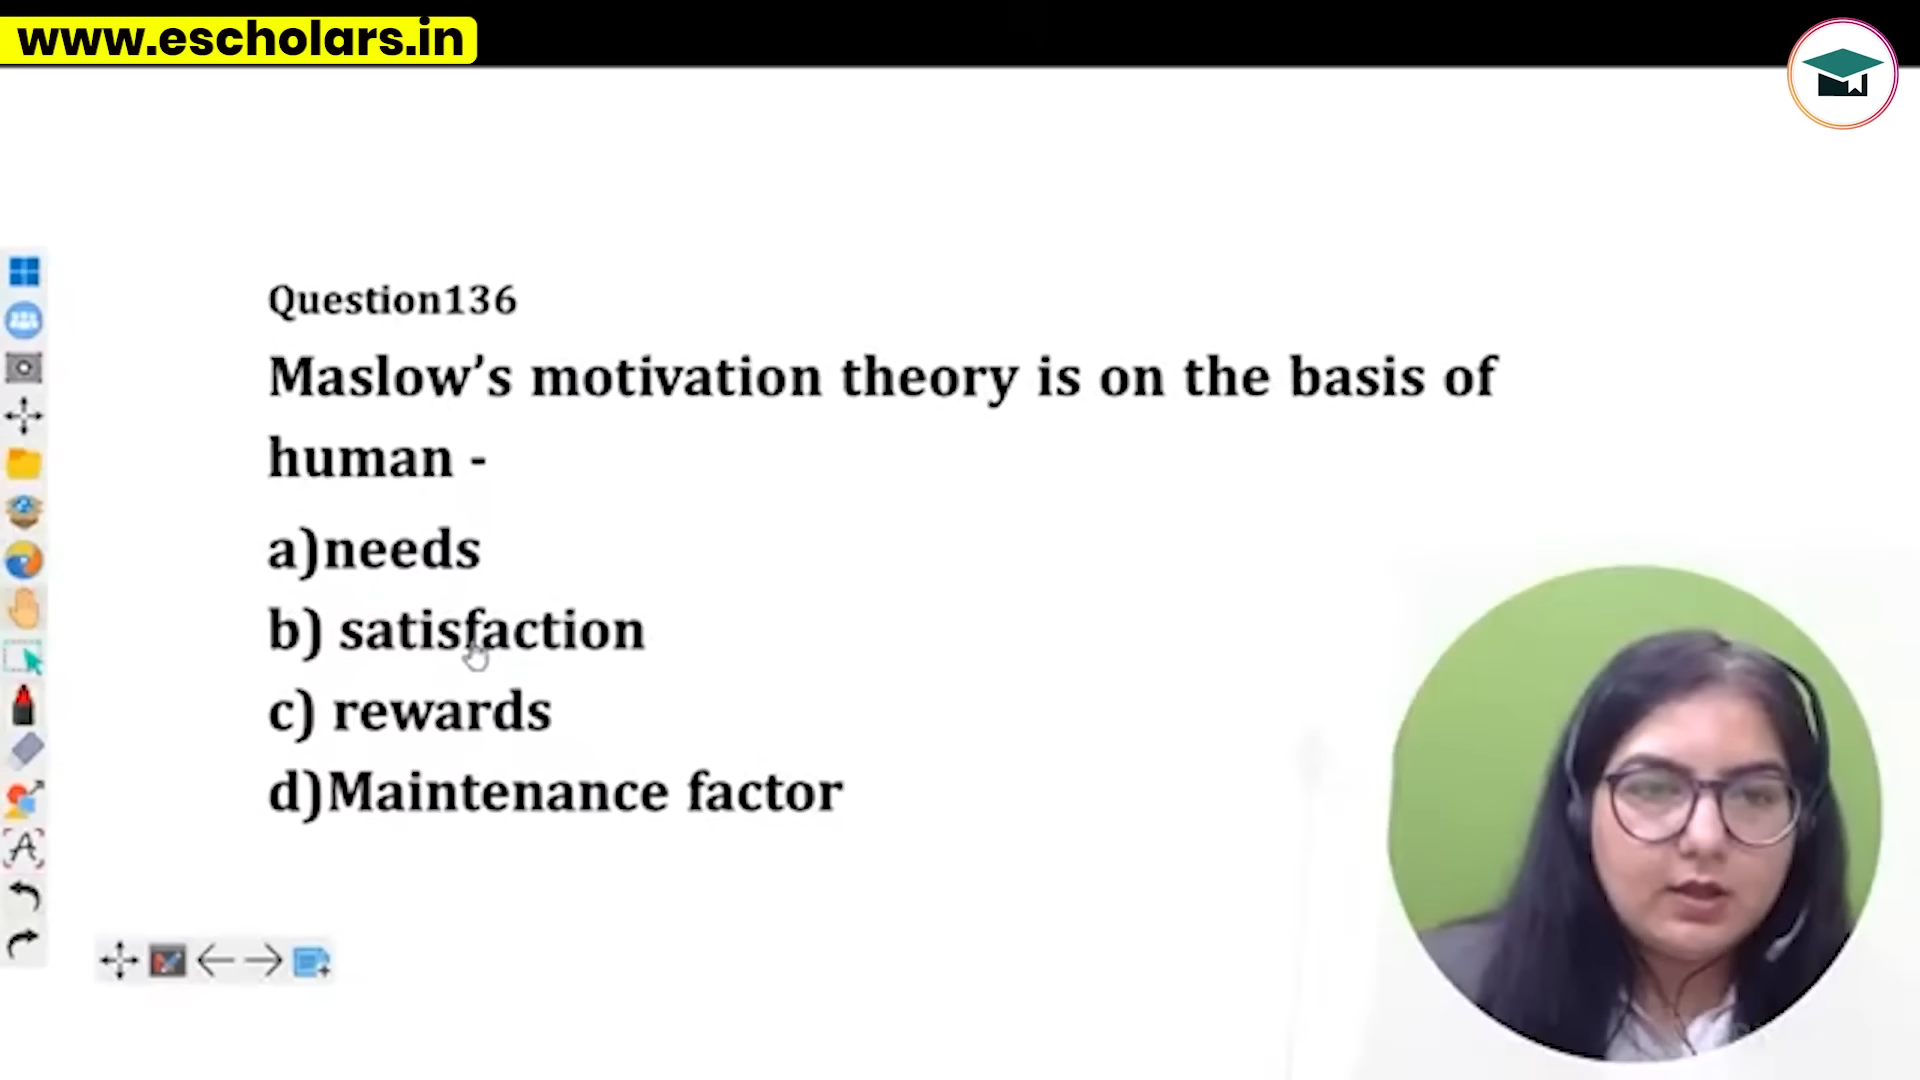 www.escholars.in
Question136
Maslow’s motivation theory is on the basis of
human -
a)needs
b) satisfaction
c) rewards
d)Maintenance factor